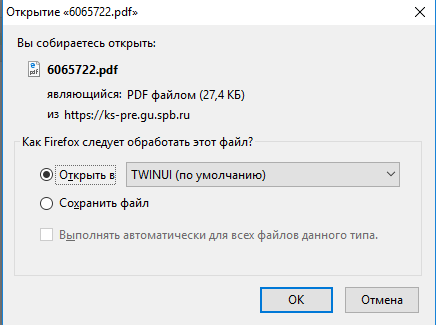 Открытие «6065722.pdf»
Вы собираетесь открыть:
6065722.pdf
являющийся: PDF файлом (27,4 КБ)
из https://ks-pre.gu.spb.ru
Как Firefox следует обработать этот файл?
Открыть в TWINUI (по умолчанию)
Сохранить файл
Выполнять автоматически для всех файлов данного типа.
OK Отмена